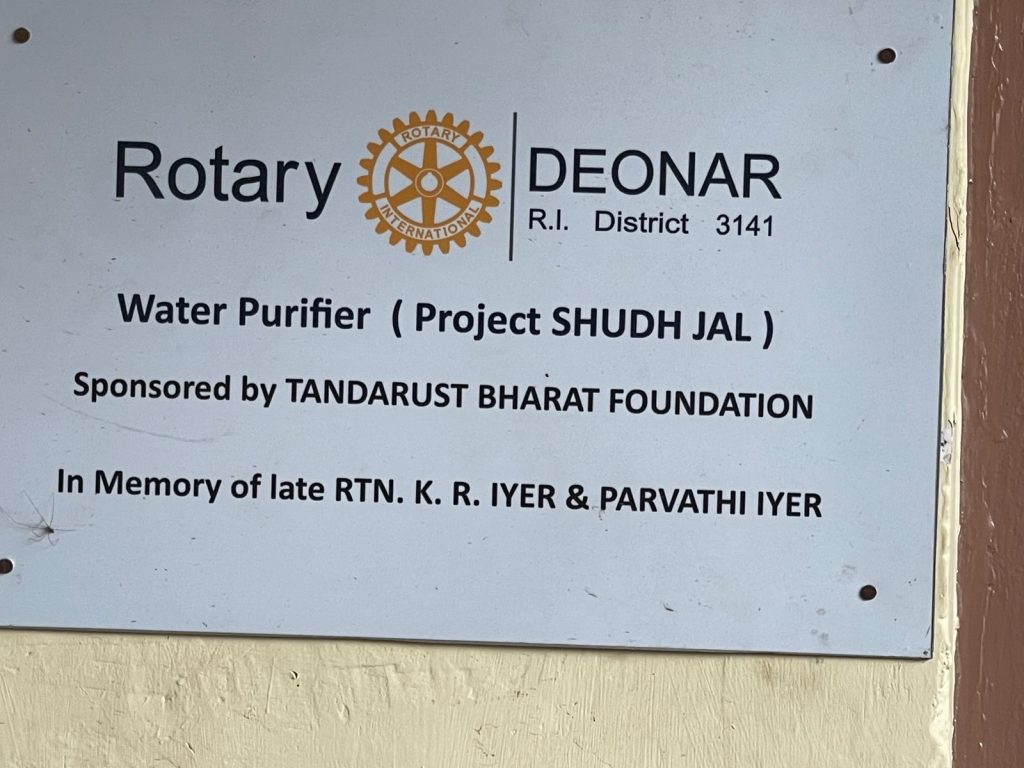 Rotary
ROTARY
INTERNATIONAL
DEONAR
R.I. District 3141
Water Purifier ( Project SHUDH JAL )
Sponsored by TANDARUST BHARAT FOUNDATION
In Memory of late RTN. K. R. IYER & PARVATHI IYER